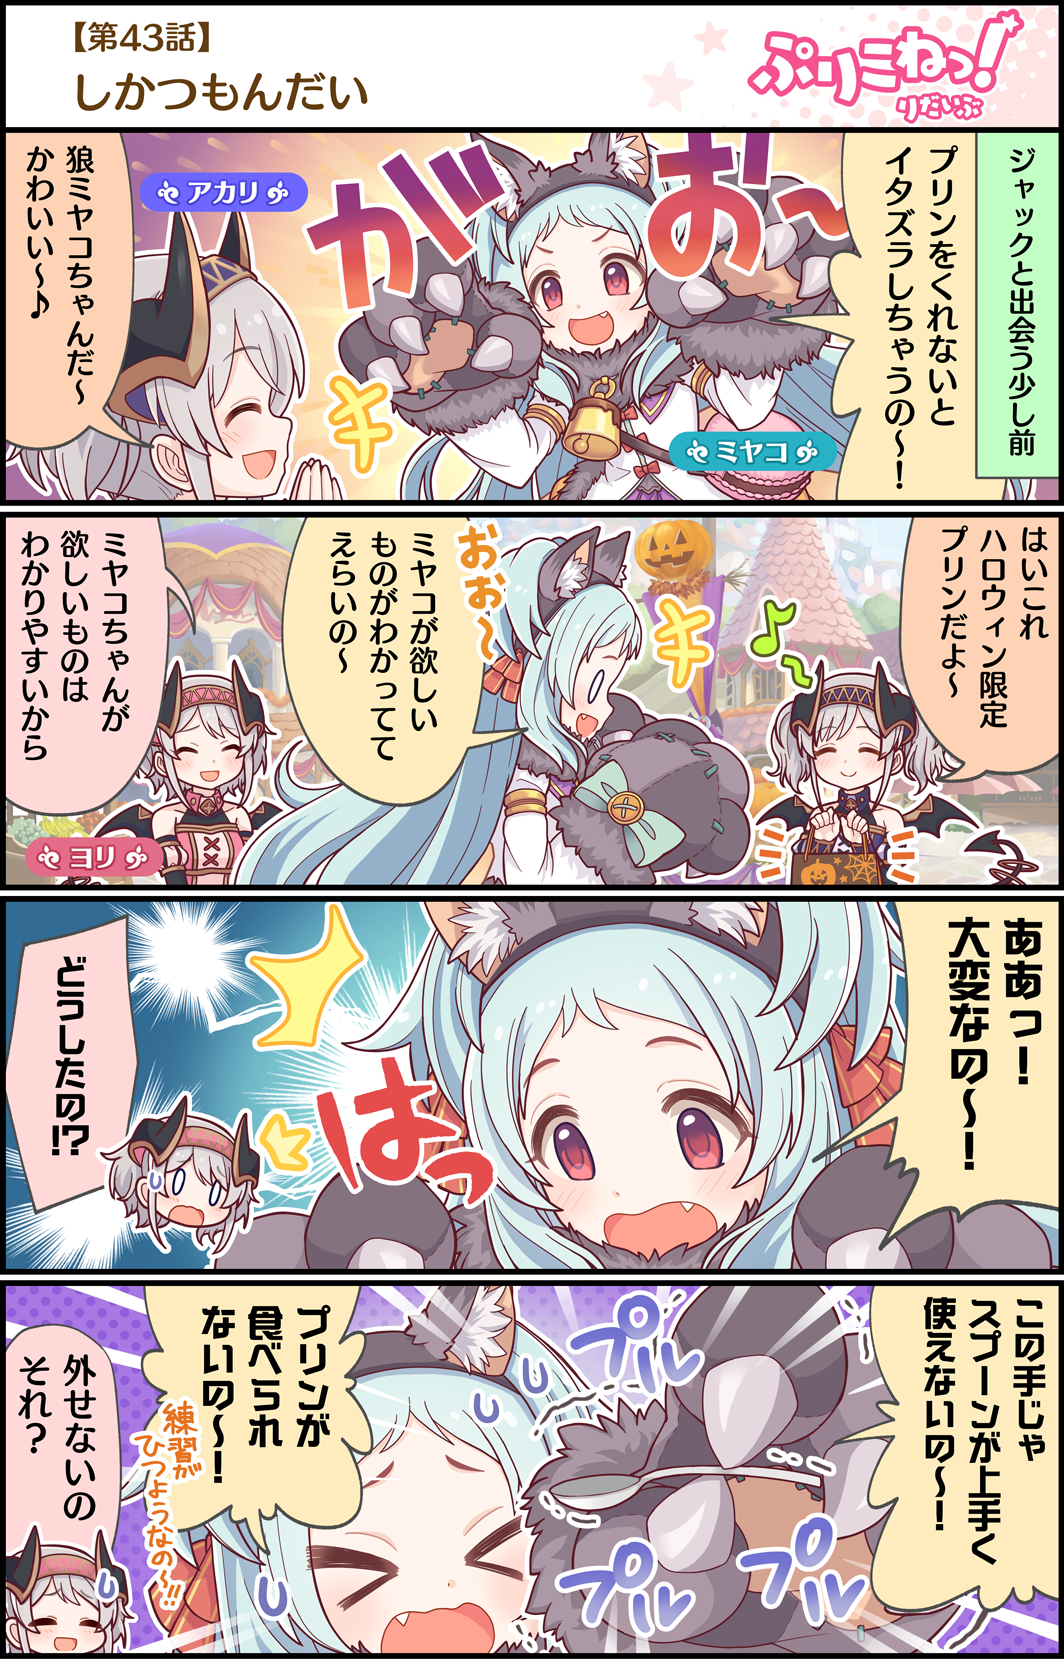 【第43話】
しかつもんだい
ぷりこねっ!
りだいぶ
ジャックと出会う少し前
プリンをくれないと
イタズラしちゃうの～!
がお～
アカリ
ミヤコ
狼ミヤコちゃんだ～
かわいい～♪
はいこれ
ハロウィン限定
プリンだよ～
おお～
ミヤコが欲しい
ものがわかってて
えらいの～
ミヤコちゃんが
欲しいものは
わかりやすいから
ヨリ
ああっ!
大変なの～!
はっ
どうしたの!?
この手じゃ
スプーンが上手く
使えないの～!
プル
プル
プル
プリンが
食べられ
ないの～!
練習が
ひつようなの～!!
外せないの
それ?